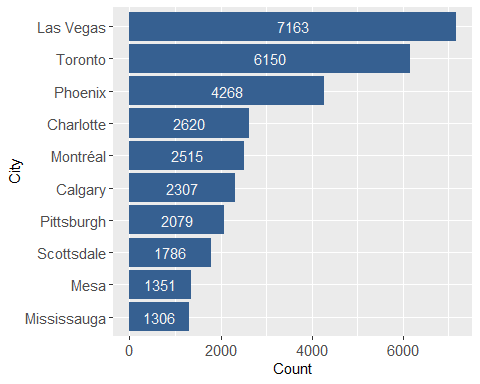 Las Vegas 7163
Toronto 6150
Phoenix 4268
Charlotte 2620
Montréal 2515
Calgary 2307
Pittsburgh 2079
Scottsdale 1786
Mesa 1351
Mississauga 1306
City
0 2000 4000 6000
Count